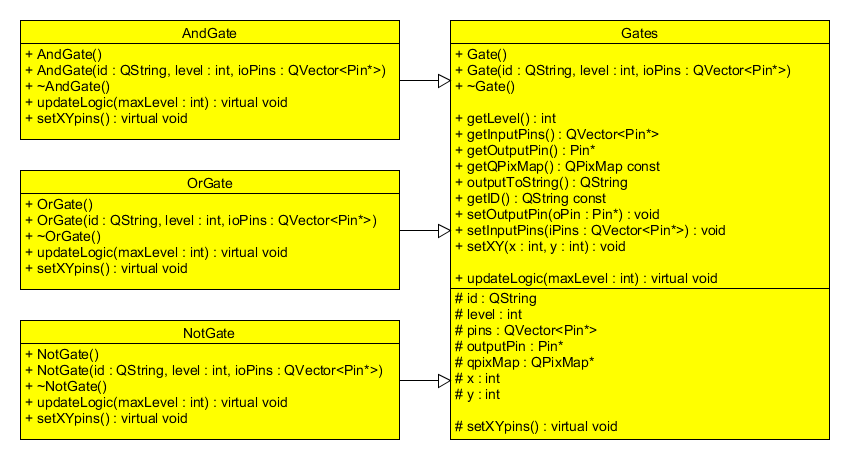 AndGate
+ AndGate()
+ AndGate(id : QString, level : int, ioPins : QVector<Pin*>)
+ ~AndGate()
+ updateLogic(maxLevel : int) : virtual void
+ setXYpins() : virtual void
OrGate
+ OrGate()
+ OrGate(id : QString, level : int, ioPins : QVector<Pin*>)
+ ~OrGate()
+ updateLogic(maxLevel : int) : virtual void
+ setXYpins() : virtual void
NotGate
+ NotGate()
+ NotGate(id : QString, level : int, ioPins : QVector<Pin*>)
+ ~NotGate()
+ updateLogic(maxLevel : int) : virtual void
+ setXYpins() : virtual void
Gates
+ Gate()
+ Gate(id : QString, level : int, ioPins : QVector<Pin*>)
+ ~Gate()
+ getLevel() : int
+ getInputPins() : QVector<Pin*>
+ getOutputPin() : Pin*
+ getQPixMap() : QPixMap const
+ outputToString() : QString
+ getID() : QString const
+ setOutputPin(oPin : Pin*) : void
+ setInputPins(iPins : QVector<Pin*>) : void
+ setXY(x : int, y : int) : void
+ updateLogic(maxLevel : int) : virtual void
# id : QString
# level : int
# pins : QVector<Pin*>
# outputPin : Pin*
# qpixMap : QPixMap*
# x : int
# y : int
# setXYpins() : virtual void